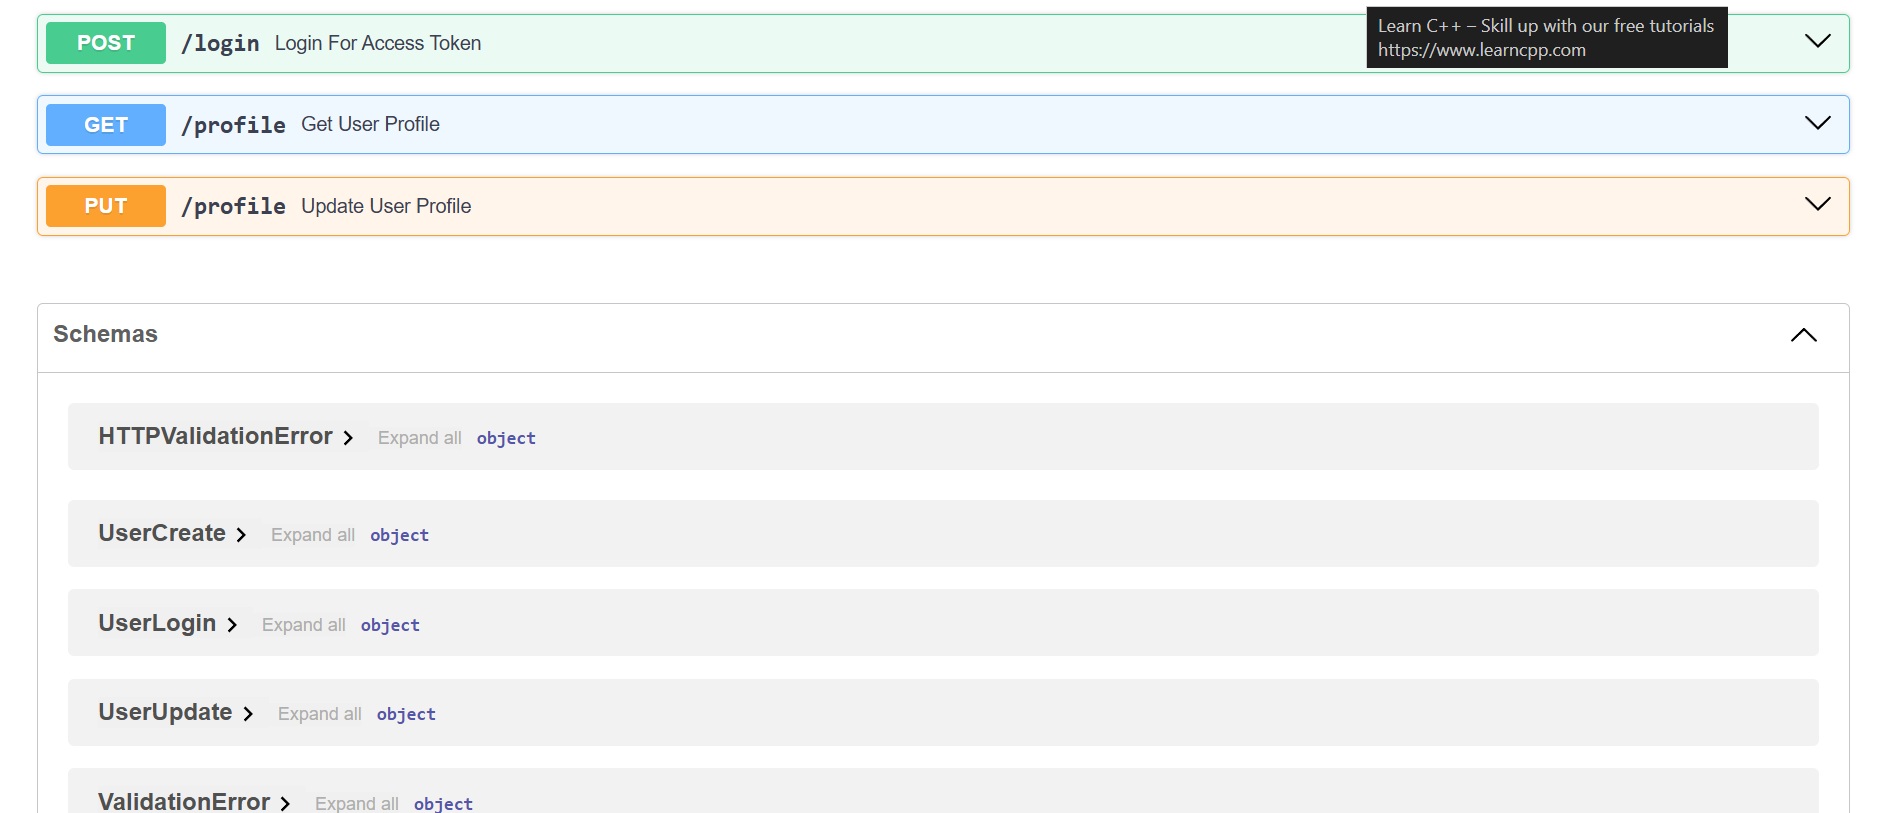 POST /login Login For Access Token
Learn C++ – Skill up with our free tutorials
https://www.learncpp.com
GET /profile Get User Profile
PUT /profile Update User Profile
Schemas
HTTPValidationError Expand all object
UserCreate Expand all object
UserLogin Expand all object
UserUpdate Expand all object
ValidationError Expand all object